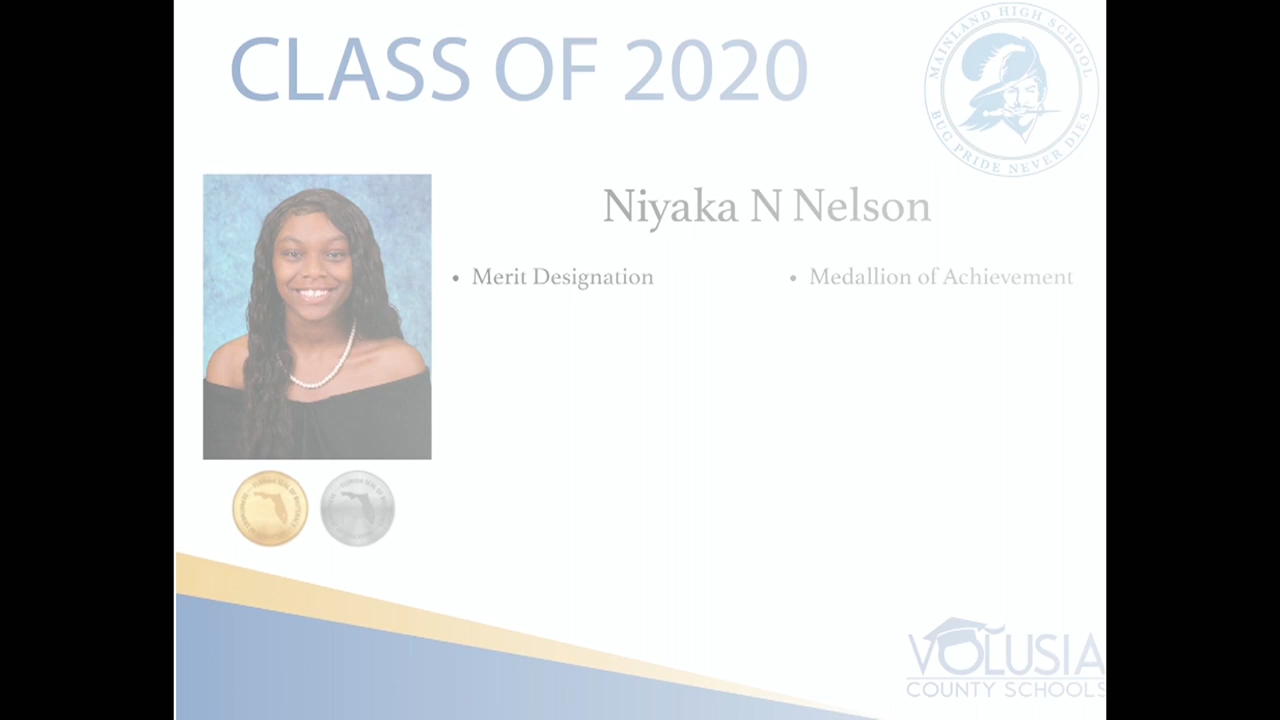 CLASS OF 2020
MAINLAND HIGH SCHOOL
BUC PRIDE NEVER DIES
Niyaka N Nelson
• Merit Designation
• Medallion of Achievement
VOLUSIA
COUNTY SCHOOLS